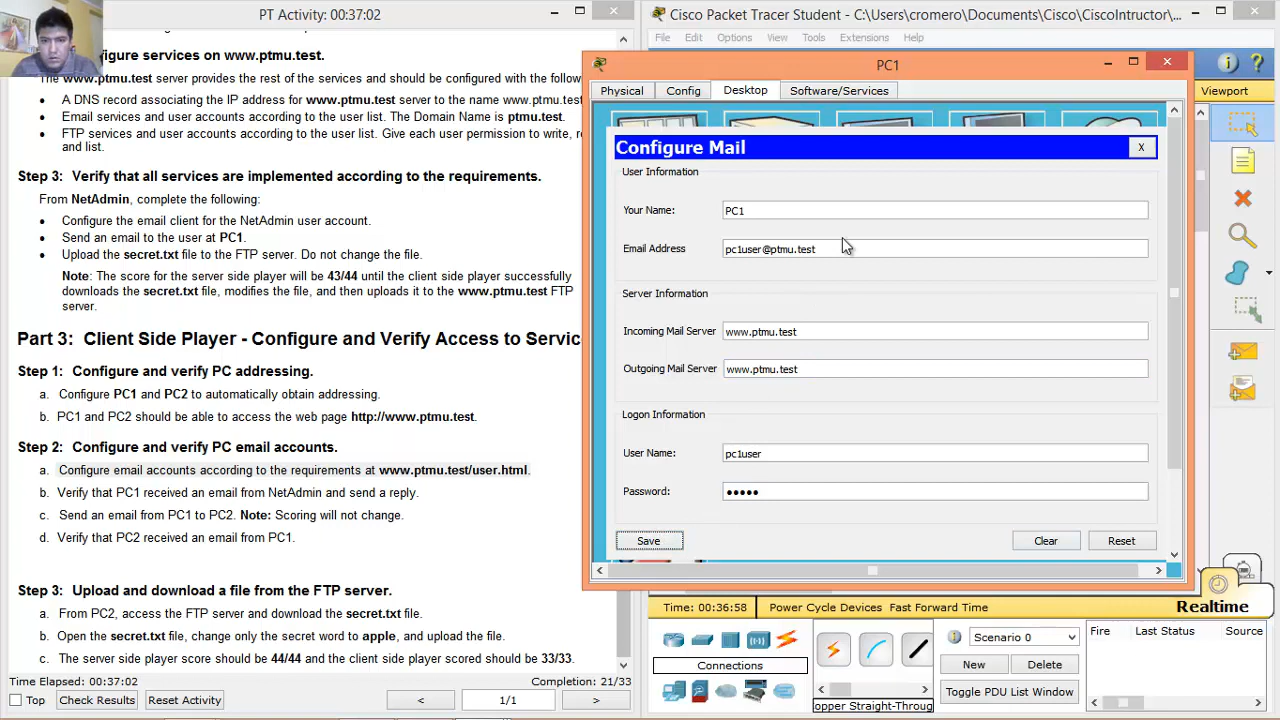 PT Activity: 00:37:02
figure services on www.ptmu.test.
The www.ptmu.test server provides the rest of the services and should be configured with the follow
A DNS record associating the IP address for www.ptmu.test server to the name www.ptmu.test.
Email services and user accounts according to the user list. The Domain Name is ptmu.test.
FTP services and user accounts according to the user list. Give each user permission to write, re
and list.
Step 3: Verify that all services are implemented according to the requirements.
From NetAdmin, complete the following:
Configure the email client for the NetAdmin user account.
Send an email to the user at PC1.
Upload the secret.txt file to the FTP server. Do not change the file.
Note: The score for the server side player will be 43/44 until the client side player successfully
downloads the secret.txt file, modifies the file, and then uploads it to the www.ptmu.test FTP
server.
Part 3: Client Side Player - Configure and Verify Access to Servic
Step 1: Configure and verify PC addressing.
a. Configure PC1 and PC2 to automatically obtain addressing.
b. PC1 and PC2 should be able to access the web page http://www.ptmu.test.
Step 2: Configure and verify PC email accounts.
a. Configure email accounts according to the requirements at www.ptmu.test/user.html.
b. Verify that PC1 received an email from NetAdmin and send a reply.
c. Send an email from PC1 to PC2. Note: Scoring will not change.
d. Verify that PC2 received an email from PC1.
Step 3: Upload and download a file from the FTP server.
a. From PC2, access the FTP server and download the secret.txt file.
b. Open the secret.txt file, change only the secret word to apple, and upload the file.
c. The server side player score should be 44/44 and the client side player scored should be 33/33.
Time Elapsed: 00:37:02 Completion: 21/33
Top Check Results Reset Activity < 1/1 >
Cisco Packet Tracer Student - C:\Users\cromero\Documents\Cisco\CiscoIntructor\...
File Edit Options View Tools Extensions Help
PC1
Physical Config Desktop Software/Services
Viewport
Configure Mail X
User Information
Your Name: PC1
Email Address pc1user@ptmu.test
Server Information
Incoming Mail Server www.ptmu.test
Outgoing Mail Server www.ptmu.test
Logon Information
User Name: pc1user
Password: •••••
Save Clear Reset
Time: 00:36:58 Power Cycle Devices Fast Forward Time Realtime
Connections
opper Straight-Throug
Scenario 0
New Delete
Toggle PDU List Window
Fire Last Status Source